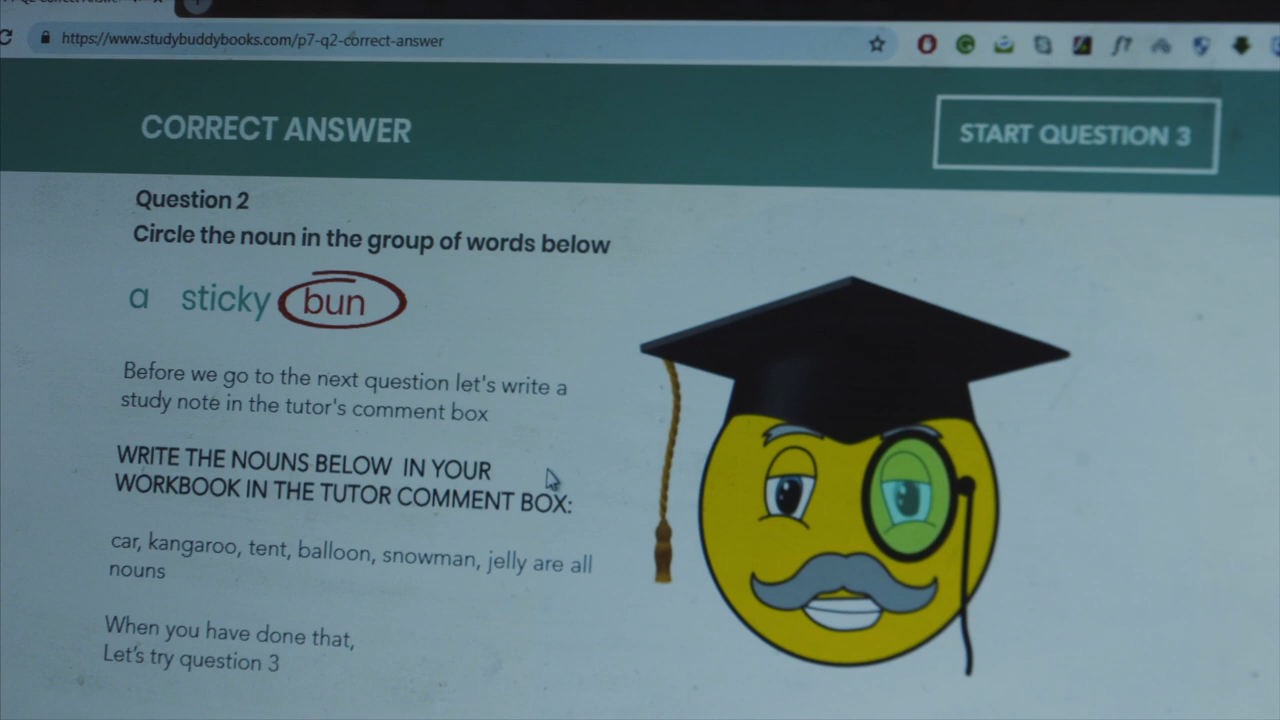 https://www.studybuddybooks.com/p7-q2-correct-answer
CORRECT ANSWER
START QUESTION 3
Question 2
Circle the noun in the group of words below
a sticky bun
Before we go to the next question let's write a
study note in the tutor's comment box
WRITE THE NOUNS BELOW IN YOUR
WORKBOOK IN THE TUTOR COMMENT BOX:
car, kangaroo, tent, balloon, snowman, jelly are all
nouns
When you have done that,
Let's try question 3